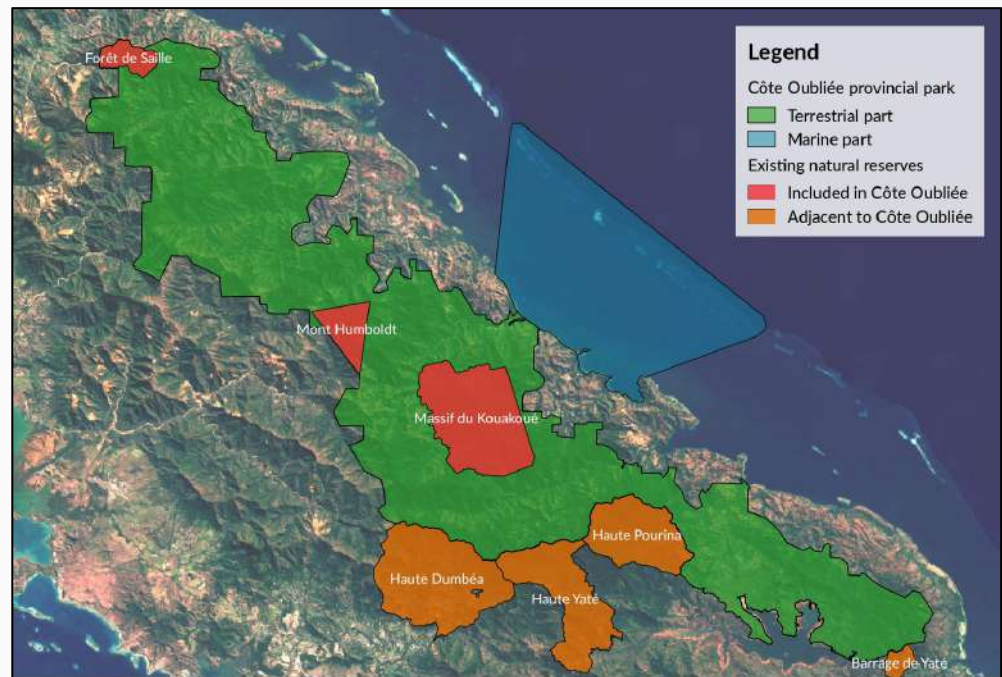 Forêt de Saille
Legend
Côte Oubliée provincial park
Terrestrial part
Marine part
Existing natural reserves
Included in Côte Oubliée
Adjacent to Côte Oubliée
Mont Humboldt
Massif du Kouakoué
Haute Pourina
Haute Dumbéa
Haute Yaté
Barrage de Yaté